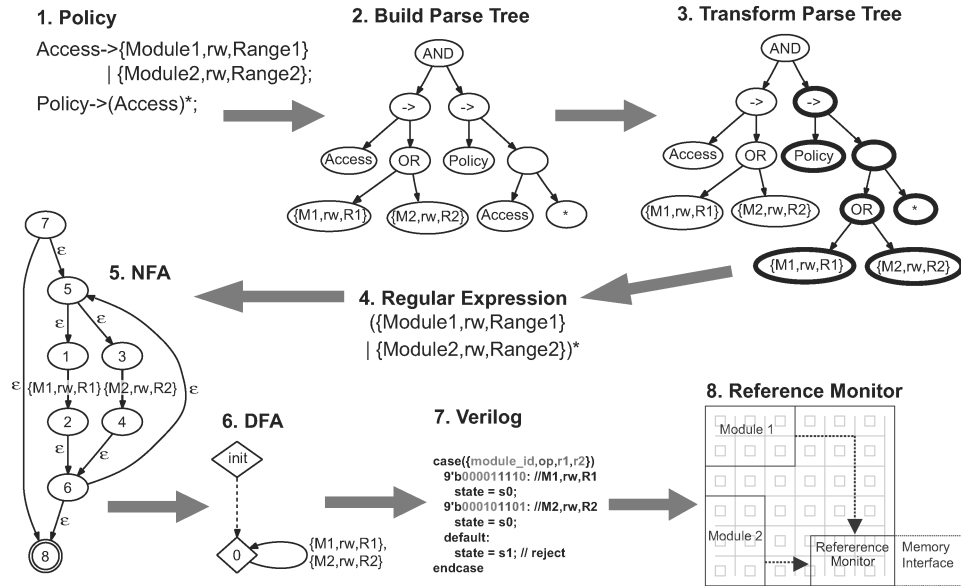 1. Policy
Access->{Module1,rw,Range1}
| {Module2,rw,Range2};
Policy->(Access)*;
2. Build Parse Tree
AND
->
->
Access
OR
Policy
{M1,rw,R1}
{M2,rw,R2}
Access
*
3. Transform Parse Tree
AND
->
->
Access
OR
Policy
{M1,rw,R1}
{M2,rw,R2}
OR
*
{M1,rw,R1}
{M2,rw,R2}
4. Regular Expression
({Module1,rw,Range1}
| {Module2,rw,Range2})*
5. NFA
7
ε
5
ε
ε
1
3
ε
{M1,rw,R1}
{M2,rw,R2}
ε
2
4
ε
ε
6
ε
8
6. DFA
init
0
{M1,rw,R1},
{M2,rw,R2}
7. Verilog
case({module_id,op,r1,r2})
9'b000011110: //M1,rw,R1
state = s0;
9'b000101101: //M2,rw,R2
state = s0;
default:
state = s1; // reject
endcase
8. Reference Monitor
Module 1
Module 2
Refererence
Monitor
Memory
Interface